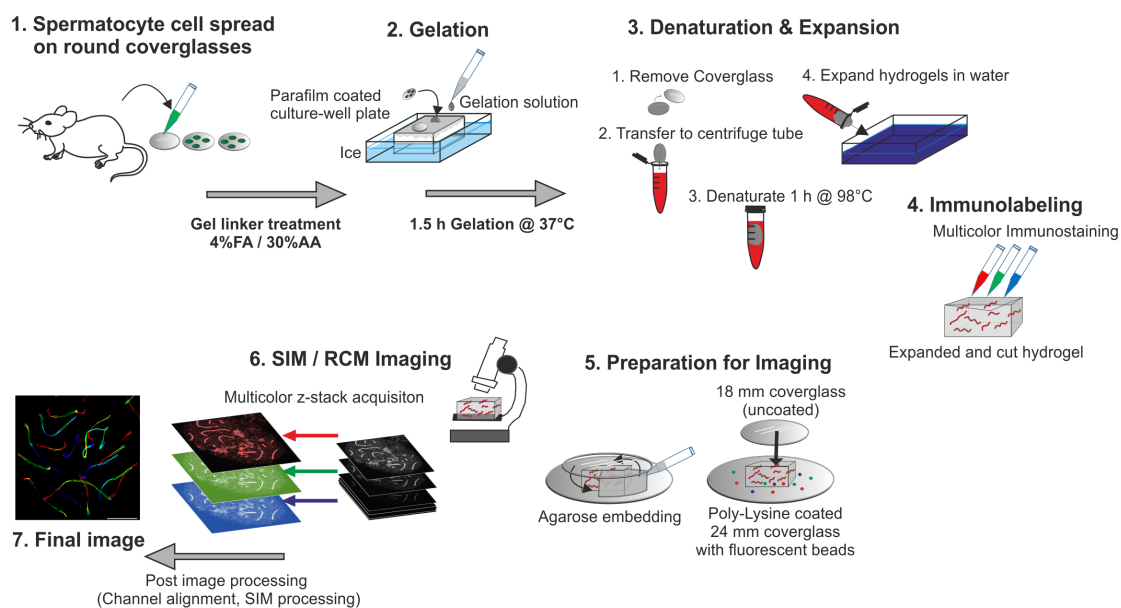 1. Spermatocyte cell spread
on round coverglasses
2. Gelation
Parafilm coated
culture-well plate
Gelation solution
Ice
Gel linker treatment
4%FA / 30%AA
1.5 h Gelation @ 37°C
3. Denaturation & Expansion
1. Remove Coverglass
2. Transfer to centrifuge tube
3. Denaturate 1 h @ 98°C
4. Expand hydrogels in water
4. Immunolabeling
Multicolor Immunostaining
Expanded and cut hydrogel
5. Preparation for Imaging
18 mm coverglass
(uncoated)
Agarose embedding
Poly-Lysine coated
24 mm coverglass
with fluorescent beads
6. SIM / RCM Imaging
Multicolor z-stack acquisiton
7. Final image
Post image processing
(Channel alignment, SIM processing)